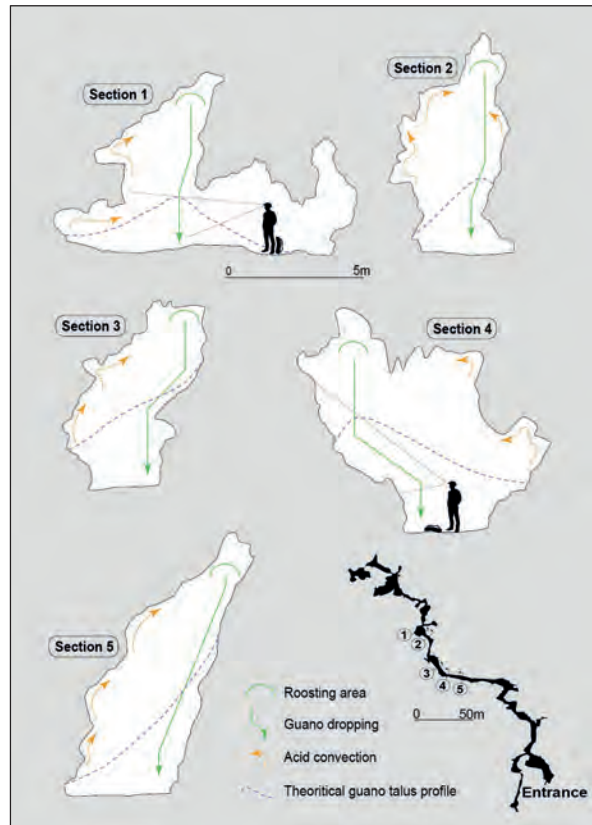 Section 1
Section 2
0
5m
Section 3
Section 4
Section 5
1
2
3
4
5
0
50m
Entrance
Roosting area
Guano dropping
Acid convection
Theoritical guano talus profile